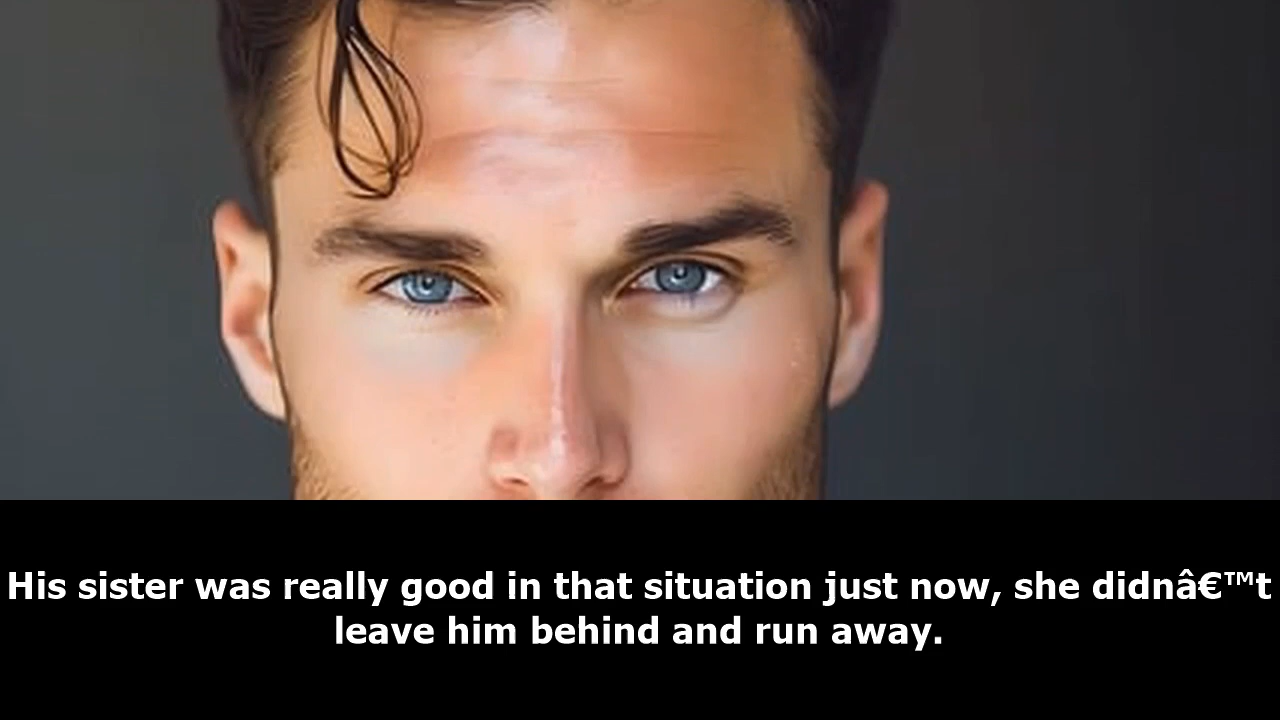 His sister was really good in that situation just now, she didnâ€™t
leave him behind and run away.